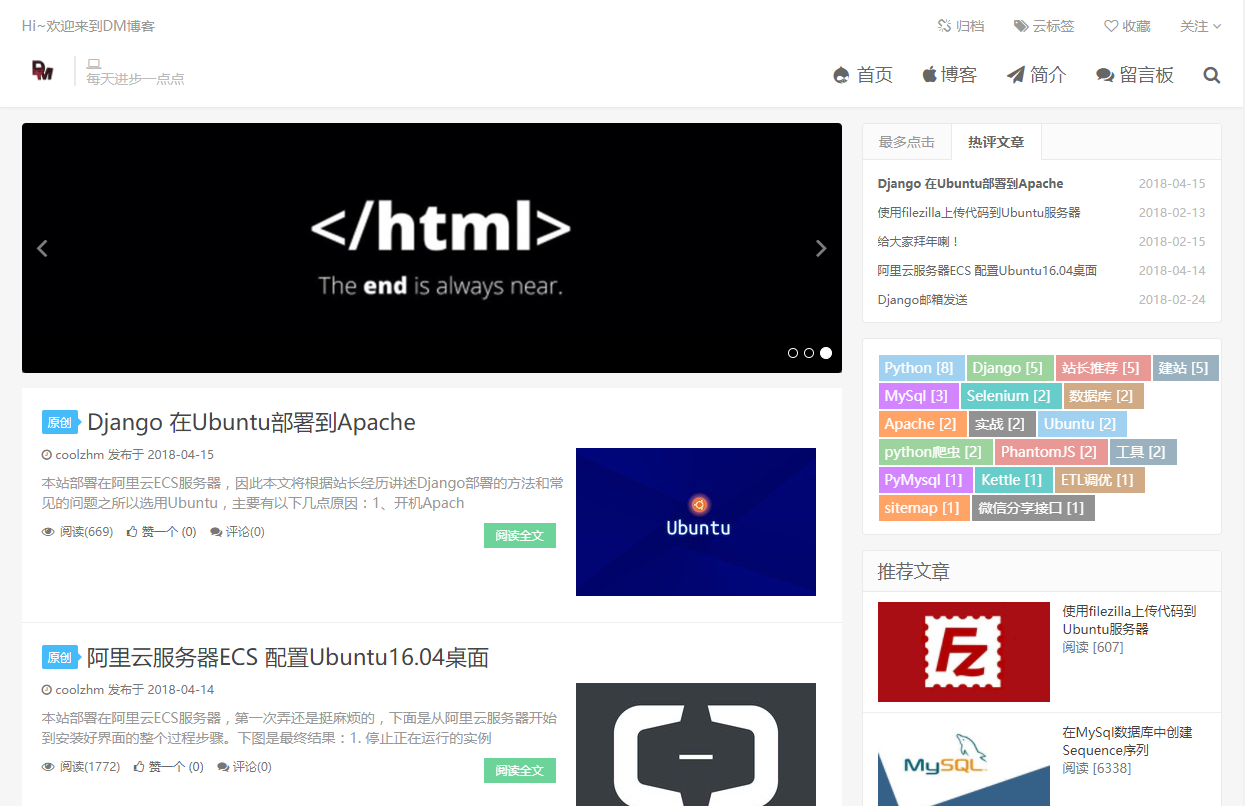 Hi~欢迎来到DM博客
归档 云标签 收藏 关注
DM
每天进步一点点
首页 博客 简介 留言板
</html>
The end is always near.
原创 Django 在Ubuntu部署到Apache
coolzhm 发布于 2018-04-15
本站部署在阿里云ECS服务器，因此本文将根据站长经历讲述Django部署的方法和常
见的问题之所以选用Ubuntu，主要有以下几点原因：1、开机Apach
阅读(669) 赞一个 (0) 评论(0)
阅读全文
Ubuntu
原创 阿里云服务器ECS 配置Ubuntu16.04桌面
coolzhm 发布于 2018-04-14
本站部署在阿里云ECS服务器，第一次弄还是挺麻烦的，下面是从阿里云服务器开始
到安装好界面的整个过程步骤。下图是最终结果：1. 停止正在运行的实例
阅读(1772) 赞一个 (0) 评论(0)
阅读全文
最多点击 热评文章
Django 在Ubuntu部署到Apache 2018-04-15
使用filezilla上传代码到Ubuntu服务器 2018-02-13
给大家拜年喇！ 2018-02-15
阿里云服务器ECS 配置Ubuntu16.04桌面 2018-04-14
Django邮箱发送 2018-02-24
Python [8] Django [5] 站长推荐 [5] 建站 [5]
MySql [3] Selenium [2] 数据库 [2]
Apache [2] 实战 [2] Ubuntu [2]
python爬虫 [2] PhantomJS [2] 工具 [2]
PyMysql [1] Kettle [1] ETL调优 [1]
sitemap [1] 微信分享接口 [1]
推荐文章
Fz
使用filezilla上传代码到
Ubuntu服务器
阅读 [607]
MySQL
在MySql数据库中创建
Sequence序列
阅读 [6338]